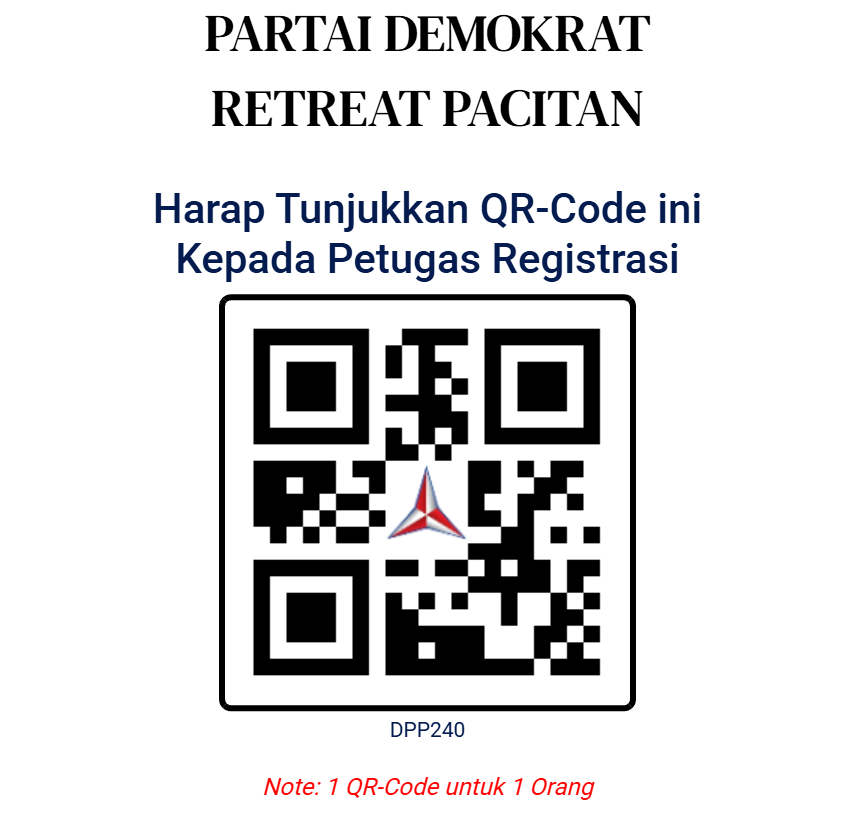 PARTAI DEMOKRAT
RETREAT PACITAN
Harap Tunjukkan QR-Code ini
Kepada Petugas Registrasi
DPP240
Note: 1 QR-Code untuk 1 Orang